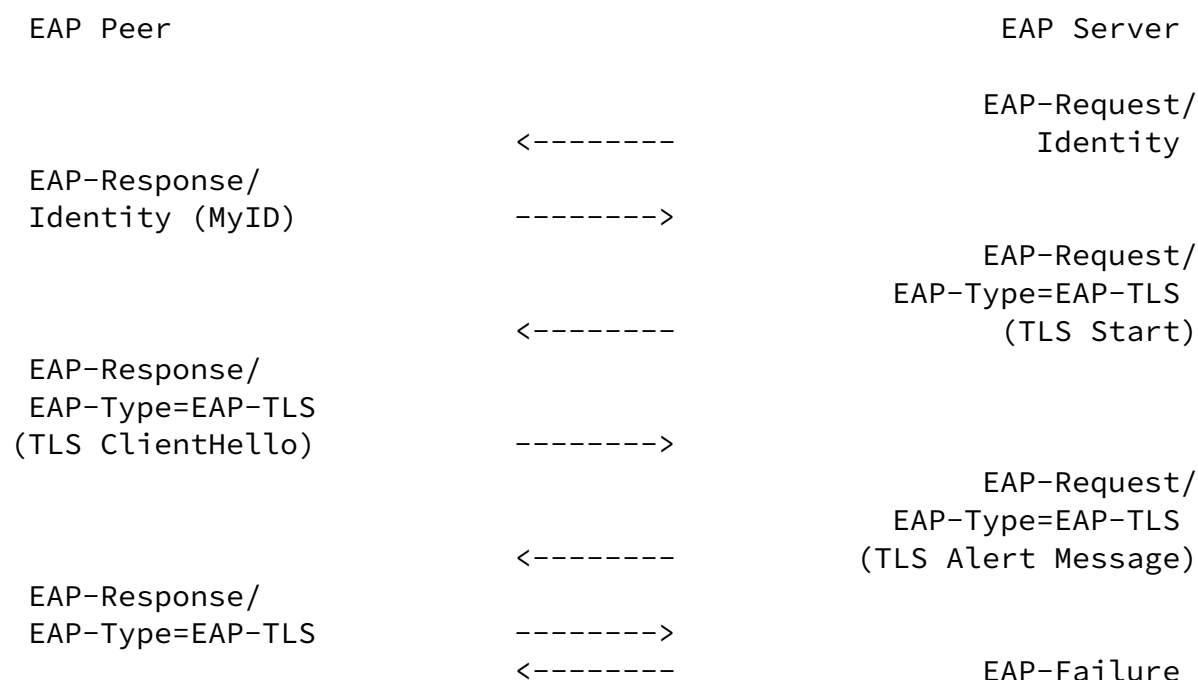 EAP Peer EAP Server
EAP-Request/
<-------- Identity
EAP-Response/
Identity (MyID) -------->
EAP-Request/
EAP-Type=EAP-TLS
<-------- (TLS Start)
EAP-Response/
EAP-Type=EAP-TLS
(TLS ClientHello) -------->
EAP-Request/
EAP-Type=EAP-TLS
<-------- (TLS Alert Message)
EAP-Response/
EAP-Type=EAP-TLS -------->
<-------- EAP-Failure